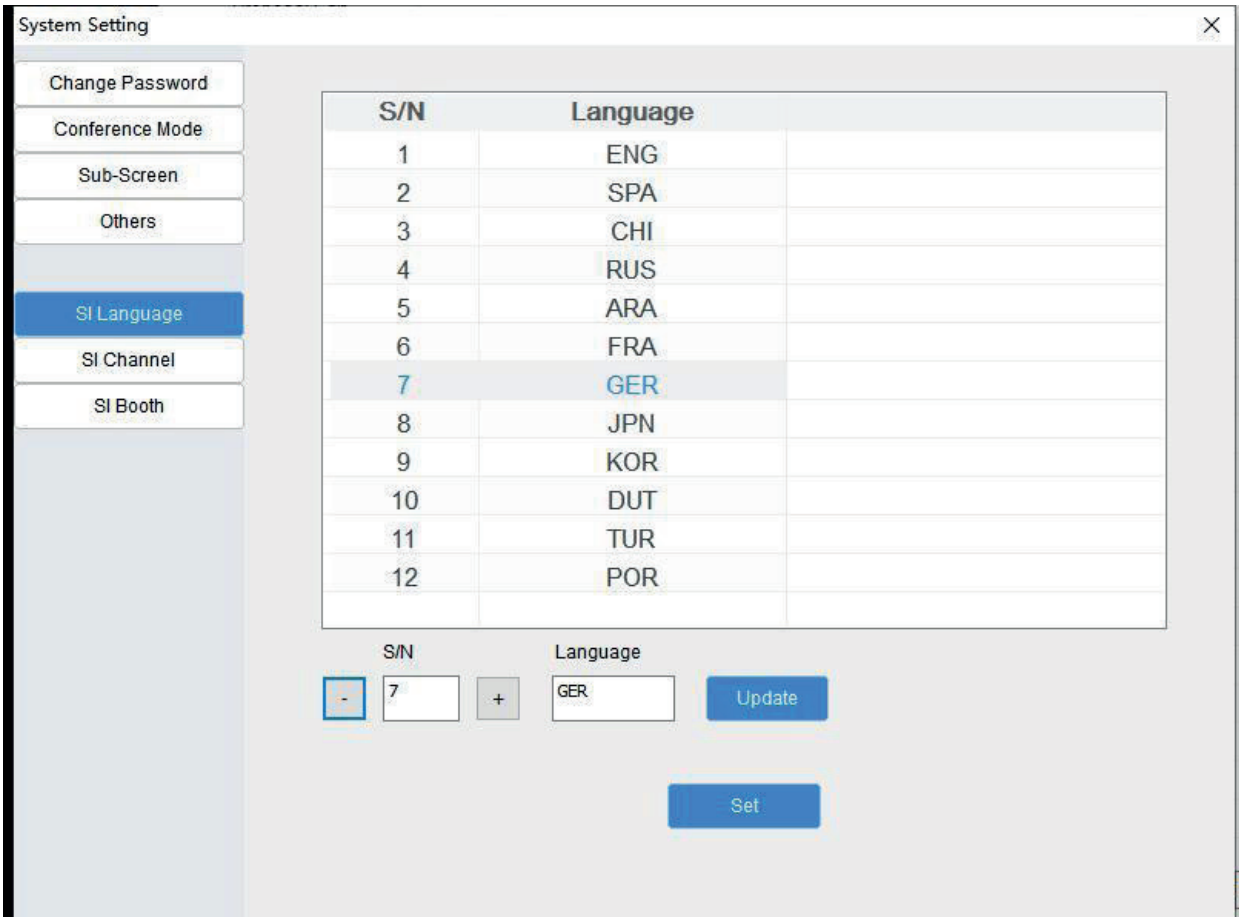 System Setting
Change Password
Conference Mode
Sub-Screen
Others
SI Language
SI Channel
SI Booth
S/N Language
1 ENG
2 SPA
3 CHI
4 RUS
5 ARA
6 FRA
7 GER
8 JPN
9 KOR
10 DUT
11 TUR
12 POR
S/N Language
- 7 + GER Update
Set